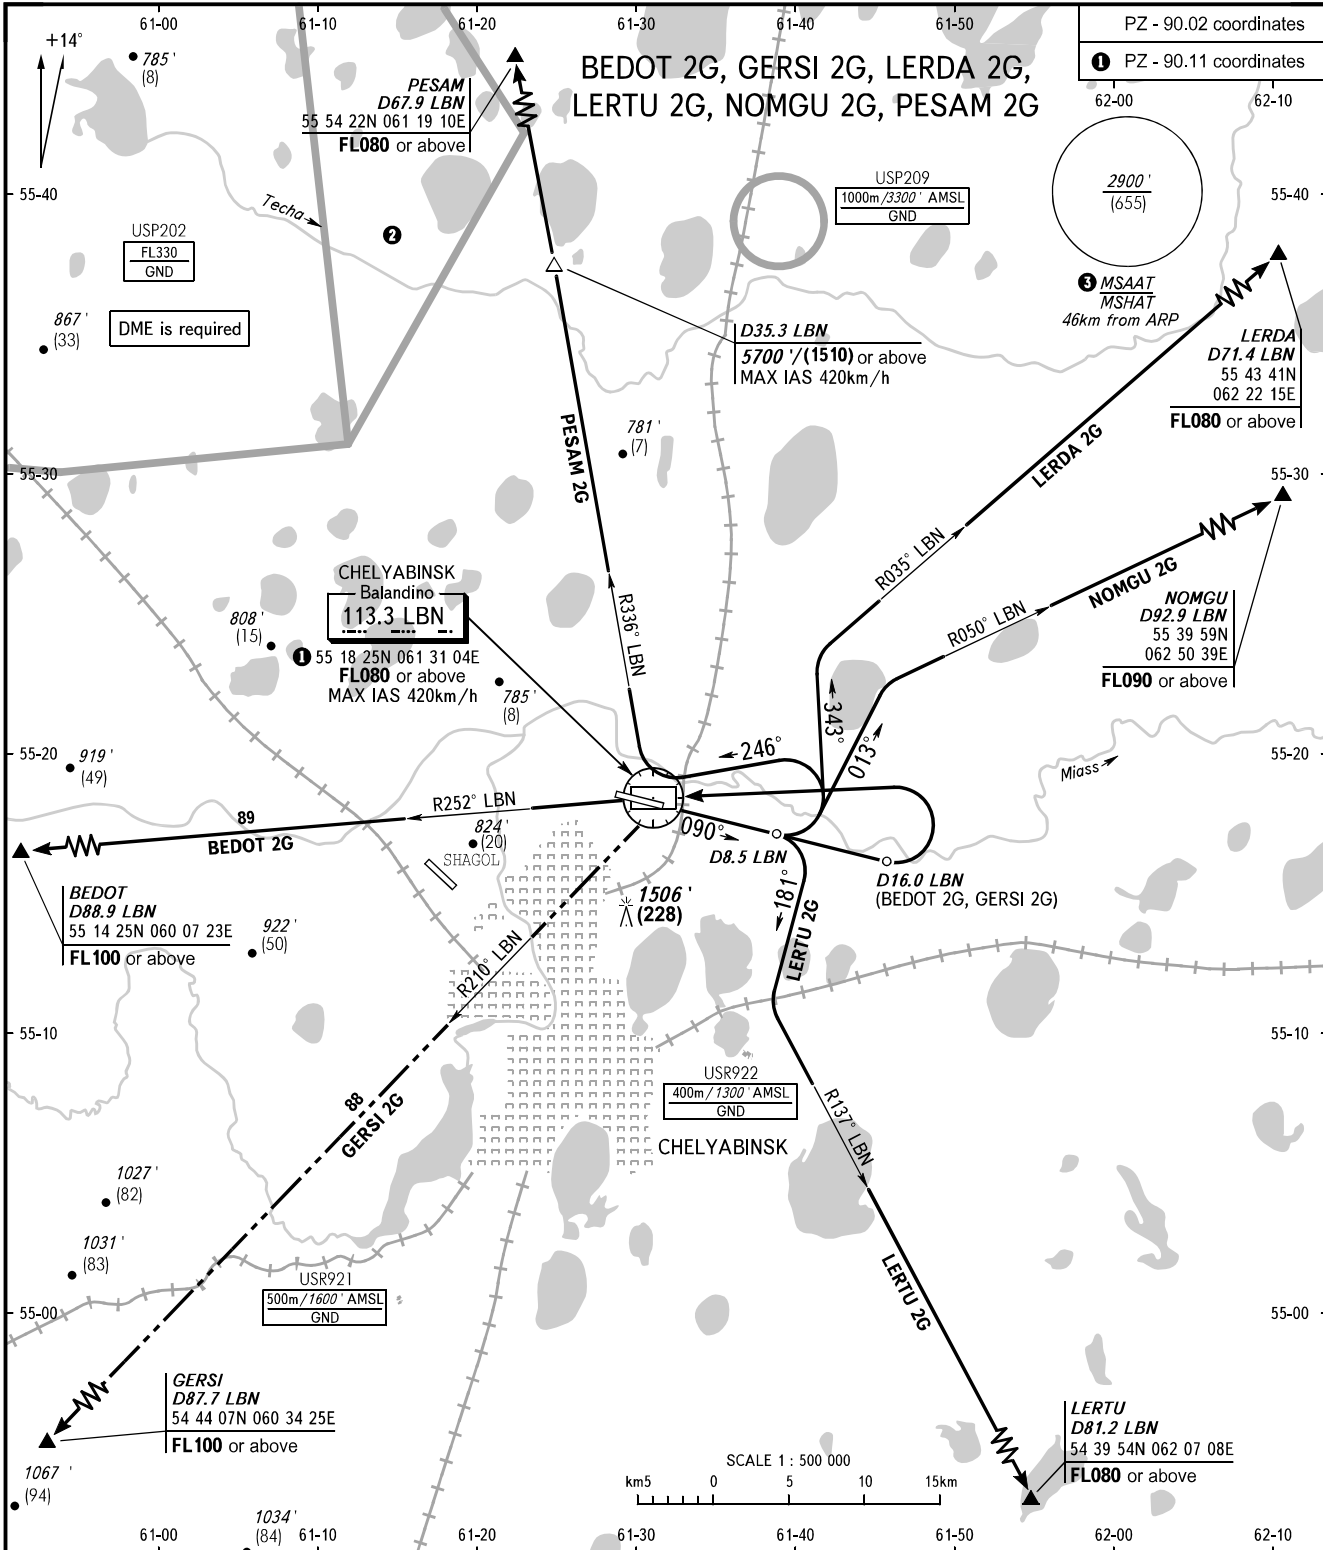 61-00
61-10
61-20
61-30
61-40
61-50
PZ - 90.02 coordinates
❶ PZ - 90.11 coordinates
+14°
785'
(8)
BEDOT 2G, GERSI 2G, LERDA 2G,
LERTU 2G, NOMGU 2G, PESAM 2G
62-00
62-10
PESAM
D67.9 LBN
55 54 22N 061 19 10E
FL080 or above
55-40
55-40
Techa
USP202
FL330
GND
❷
USP209
1000m/3300' AMSL
GND
2900'
(655)
❸ MSAAT
MSHAT
46km from ARP
867'
(33)
DME is required
D35.3 LBN
5700'/(1510) or above
MAX IAS 420km/h
LERDA
D71.4 LBN
55 43 41N
062 22 15E
FL080 or above
781'
(7)
PESAM 2G
LERDA 2G
55-30
55-30
R035° LBN
NOMGU 2G
R050° LBN
CHELYABINSK
Balandino
113.3 LBN
❶ 55 18 25N 061 31 04E
FL080 or above
MAX IAS 420km/h
R336° LBN
808'
(15)
785'
(8)
NOMGU
D92.9 LBN
55 39 59N
062 50 39E
FL090 or above
343°
013°
246°
55-20
55-20
919'
(49)
Miass
R252° LBN
89
BEDOT 2G
824'
(20)
SHAGOL
090°
D8.5 LBN
D16.0 LBN
(BEDOT 2G, GERSI 2G)
181°
LERTU 2G
1506'
(228)
BEDOT
D88.9 LBN
55 14 25N 060 07 23E
FL100 or above
922'
(50)
R210° LBN
55-10
55-10
USR922
400m/1300' AMSL
GND
88
GERSI 2G
R137° LBN
CHELYABINSK
1027'
(82)
1031'
(83)
USR921
500m/1600' AMSL
GND
LERTU 2G
55-00
55-00
GERSI
D87.7 LBN
54 44 07N 060 34 25E
FL100 or above
LERTU
D81.2 LBN
54 39 54N 062 07 08E
FL080 or above
1067'
(94)
1034'
(84)
SCALE 1 : 500 000
km5 0 5 10 15km
61-00
61-10
61-20
61-30
61-40
61-50
62-00
62-10